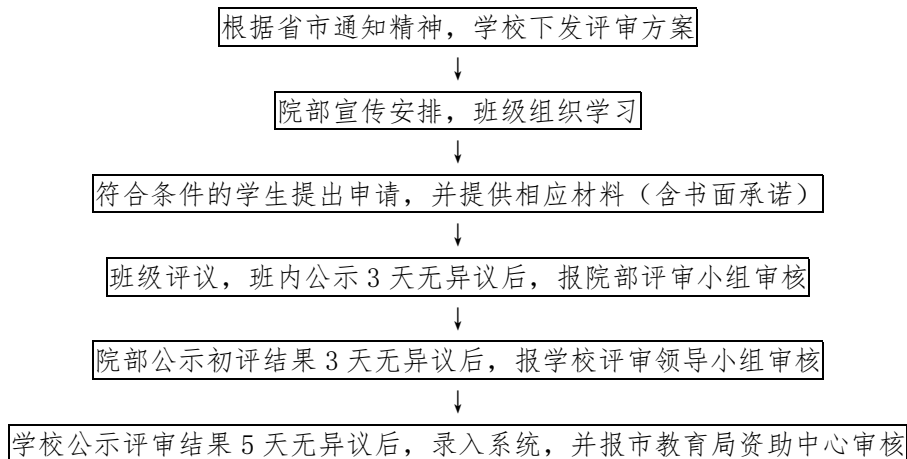 根据省市通知精神，学校下发评审方案
↓
院部宣传安排，班级组织学习
↓
符合条件的学生提出申请，并提供相应材料（含书面承诺）
↓
班级评议，班内公示 3 天无异议后，报院部评审小组审核
↓
院部公示初评结果 3 天无异议后，报学校评审领导小组审核
↓
学校公示评审结果 5 天无异议后，录入系统，并报市教育局资助中心审核